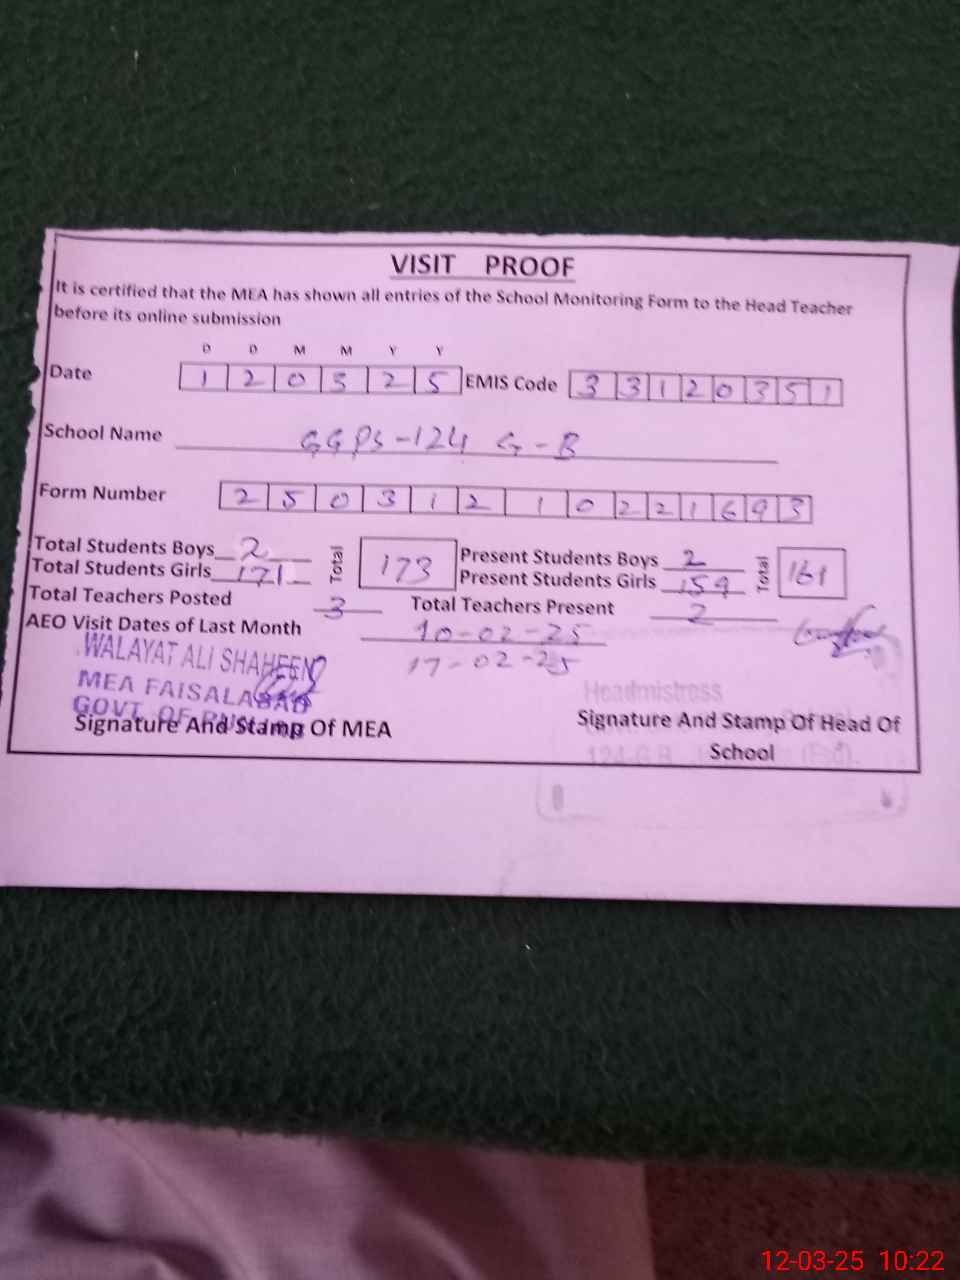 VISIT PROOF
It is certified that the MEA has shown all entries of the School Monitoring Form to the Head Teacher
before its online submission
D D M M Y Y
Date 1 2 0 3 2 5 EMIS Code 3 3 1 2 0 3 5 1
School Name GGPS-124 G-B
Form Number 2 5 0 3 1 2 1 0 2 2 1 6 9 3
Total Students Boys 2 Total 173 Present Students Boys 2 Total 161
Total Students Girls 171 Present Students Girls 159
Total Teachers Posted 3 Total Teachers Present 2
AEO Visit Dates of Last Month 10-02-25
17-02-25
WALAYAT ALI SHAHEEN
MEA FAISALABAD
GOVT. OF
Headmistress
Signature And Stamp Of MEA
Signature And Stamp Of Head Of
School
124 G.B.
12-03-25 10:22